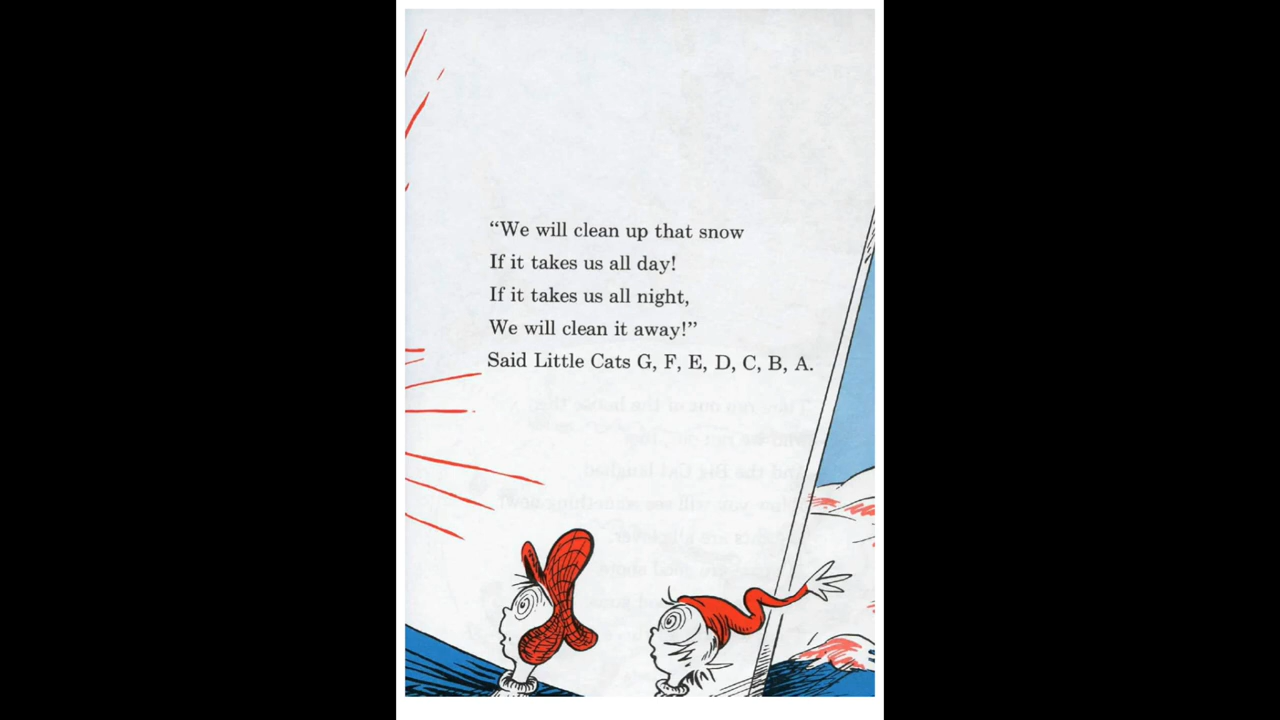 “We will clean up that snow
If it takes us all day!
If it takes us all night,
We will clean it away!”
Said Little Cats G, F, E, D, C, B, A.